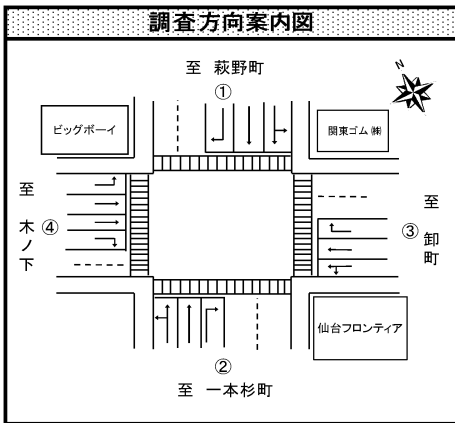 調査方向案内図
至 萩野町
①
N
ビッグボーイ
関東ゴム㈱
至 木ノ下
④
③
至 卸町
仙台フロンティア
②
至 一本杉町